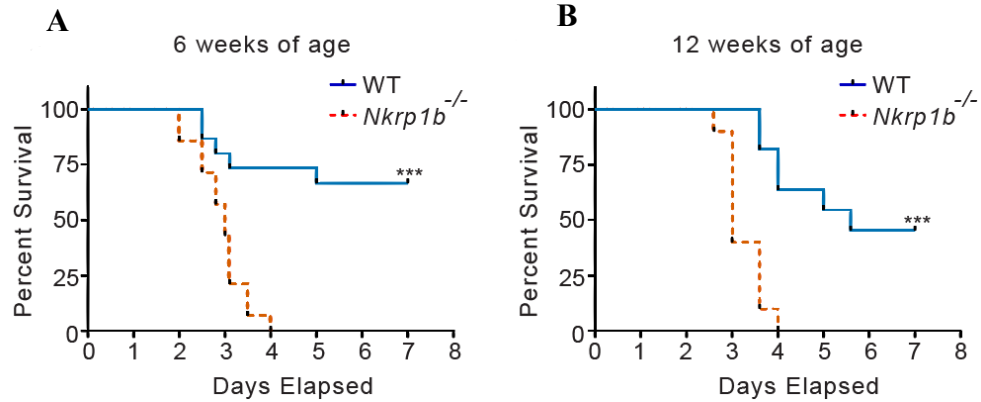 A
6 weeks of age
WT
Nkrp1b-/-
100
75
50
25
0
Percent Survival
***
0 1 2 3 4 5 6 7 8
Days Elapsed
B
12 weeks of age
WT
Nkrp1b-/-
100
75
50
25
0
Percent Survival
***
0 1 2 3 4 5 6 7 8
Days Elapsed